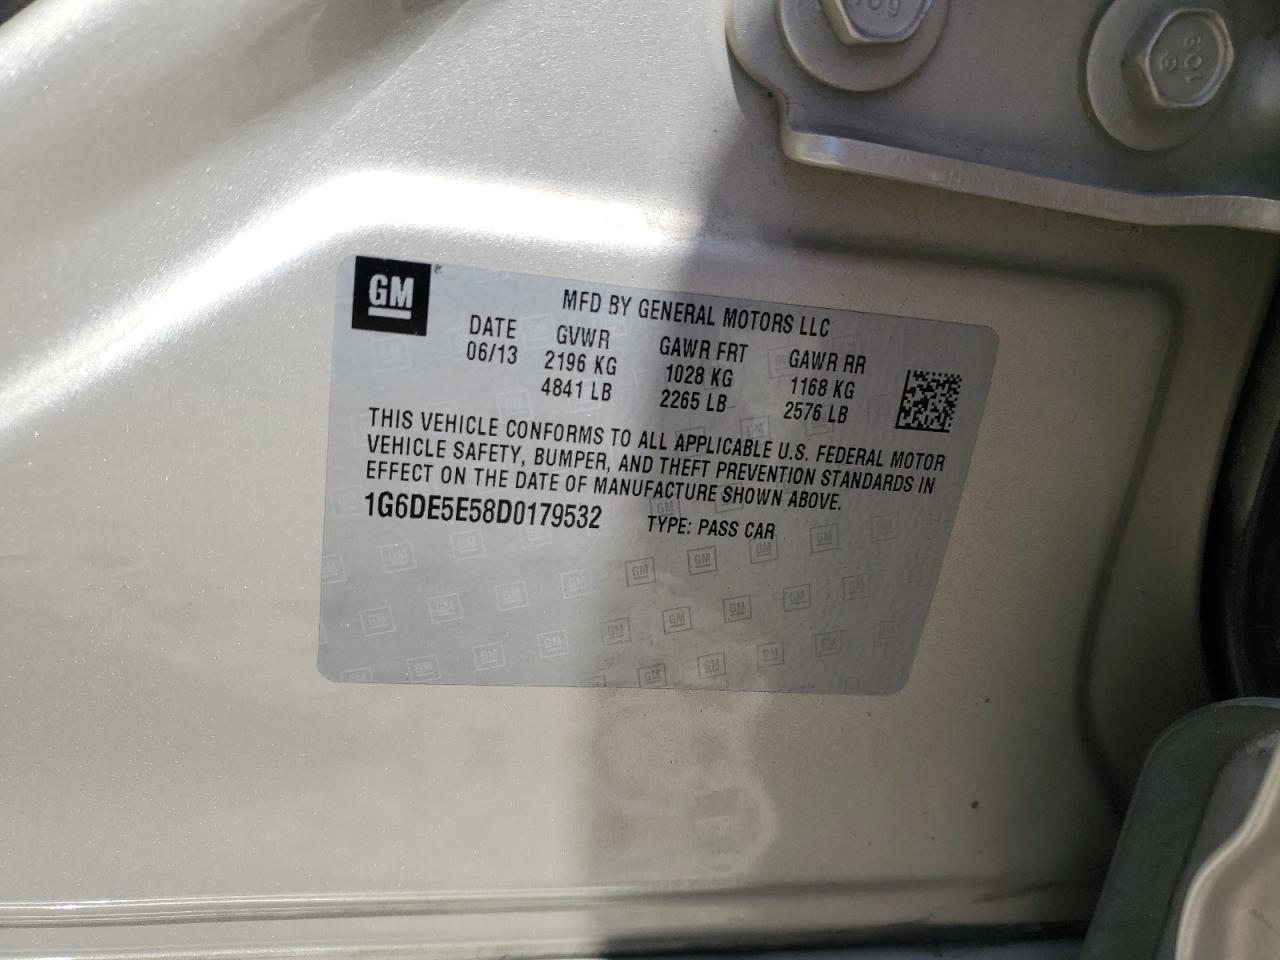 GM ®
MFD BY GENERAL MOTORS LLC
DATE GVWR GAWR FRT GAWR RR
06/13 2196 KG 1028 KG 1168 KG
4841 LB 2265 LB 2576 LB
THIS VEHICLE CONFORMS TO ALL APPLICABLE U.S. FEDERAL MOTOR
VEHICLE SAFETY, BUMPER, AND THEFT PREVENTION STANDARDS IN
EFFECT ON THE DATE OF MANUFACTURE SHOWN ABOVE.
1G6DE5E58D0179532 TYPE: PASS CAR